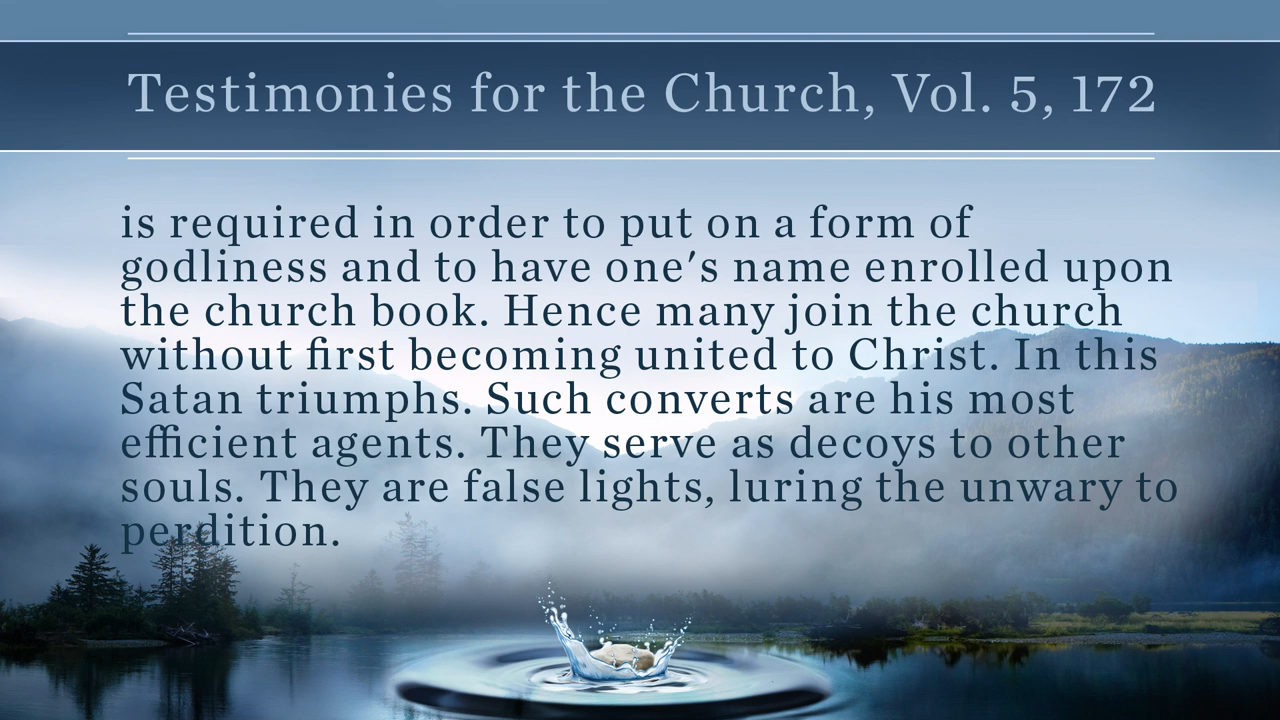 Testimonies for the Church, Vol. 5, 172
is required in order to put on a form of
godliness and to have one's name enrolled upon
the church book. Hence many join the church
without first becoming united to Christ. In this
Satan triumphs. Such converts are his most
efficient agents. They serve as decoys to other
souls. They are false lights, luring the unwary to
perdition.